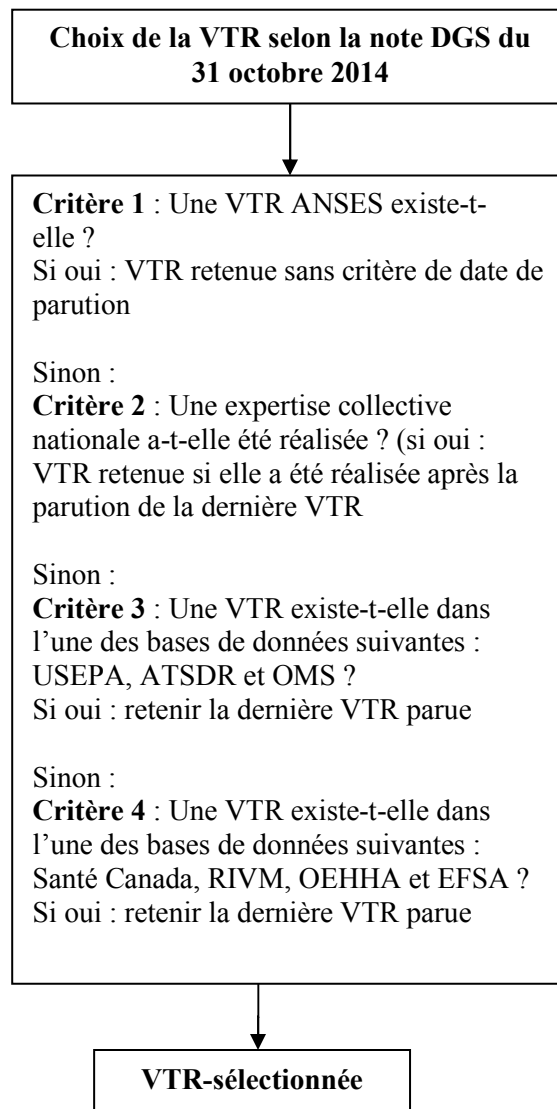 Choix de la VTR selon la note DGS du
31 octobre 2014
Critère 1 : Une VTR ANSES existe-t-
elle ?
Si oui : VTR retenue sans critère de date de
parution
Sinon :
Critère 2 : Une expertise collective
nationale a-t-elle été réalisée ? (si oui :
VTR retenue si elle a été réalisée après la
parution de la dernière VTR
Sinon :
Critère 3 : Une VTR existe-t-elle dans
l’une des bases de données suivantes :
USEPA, ATSDR et OMS ?
Si oui : retenir la dernière VTR parue
Sinon :
Critère 4 : Une VTR existe-t-elle dans
l’une des bases de données suivantes :
Santé Canada, RIVM, OEHHA et EFSA ?
Si oui : retenir la dernière VTR parue
VTR-sélectionnée